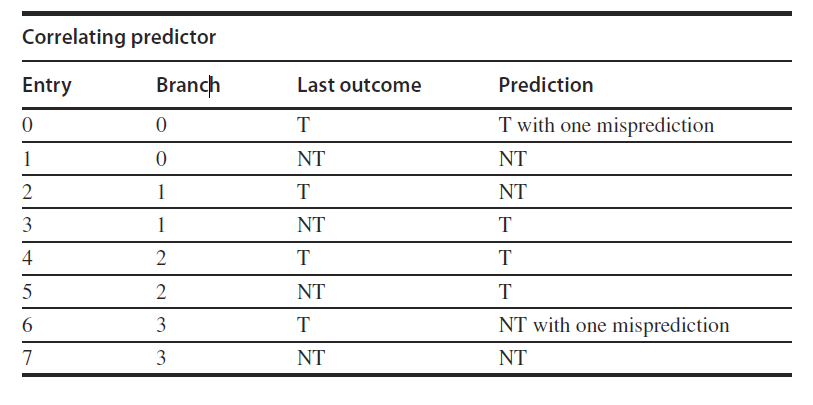 Correlating predictor
Entry Branch Last outcome Prediction
0 0 T T with one misprediction
1 0 NT NT
2 1 T NT
3 1 NT T
4 2 T T
5 2 NT T
6 3 T NT with one misprediction
7 3 NT NT